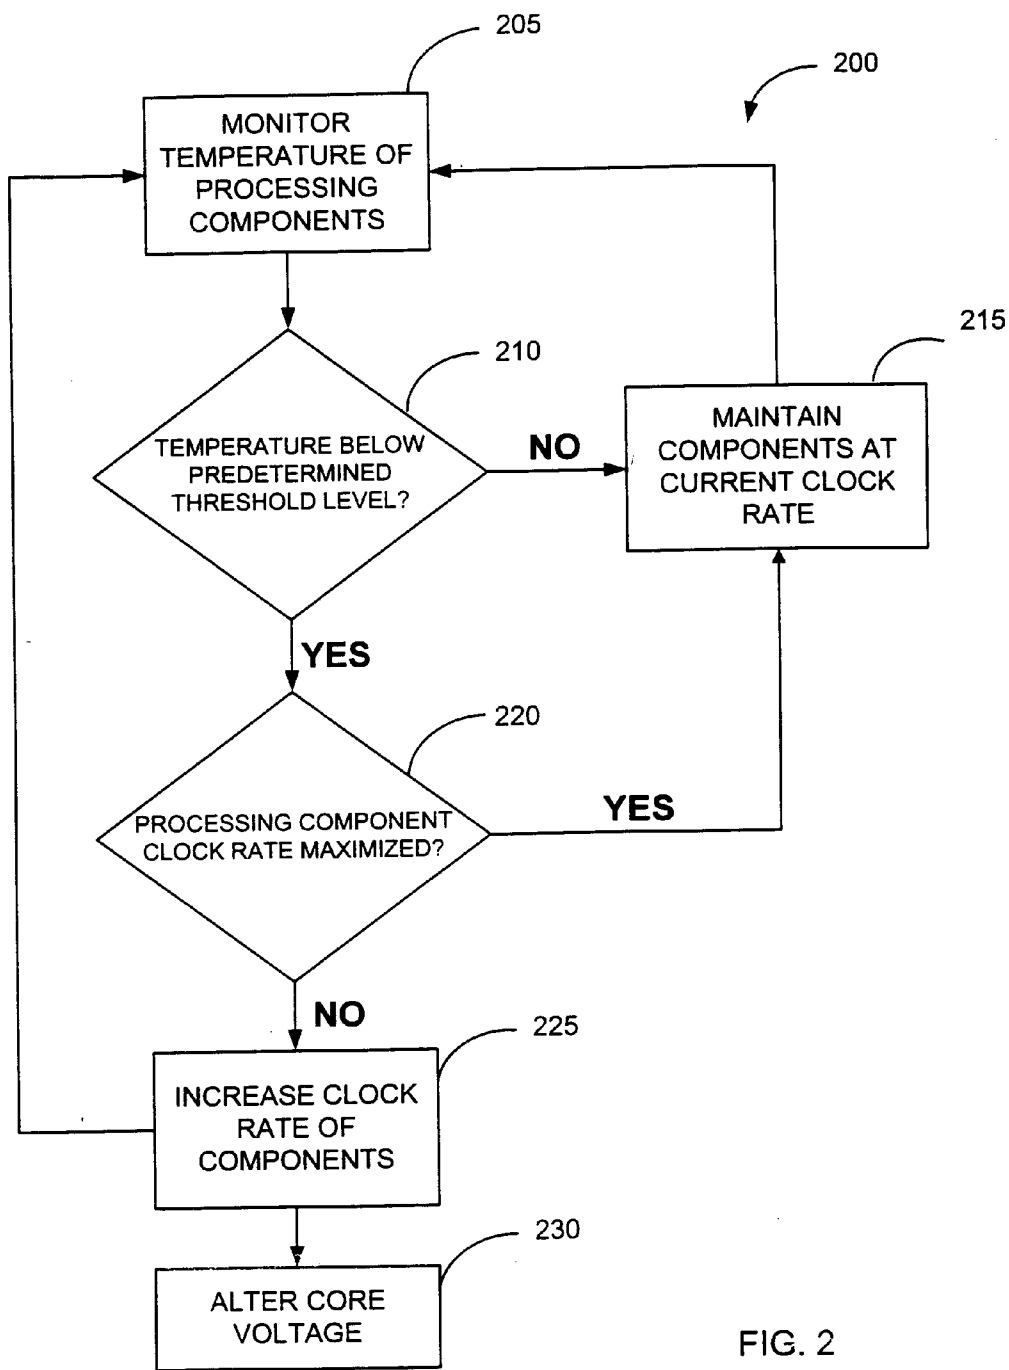 205
200
MONITOR
TEMPERATURE OF
PROCESSING
COMPONENTS
210
215
TEMPERATURE BELOW
PREDETERMINED
THRESHOLD LEVEL?
NO
MAINTAIN
COMPONENTS AT
CURRENT CLOCK
RATE
YES
220
PROCESSING COMPONENT
CLOCK RATE MAXIMIZED?
YES
NO
225
INCREASE CLOCK
RATE OF
COMPONENTS
230
ALTER CORE
VOLTAGE
FIG. 2